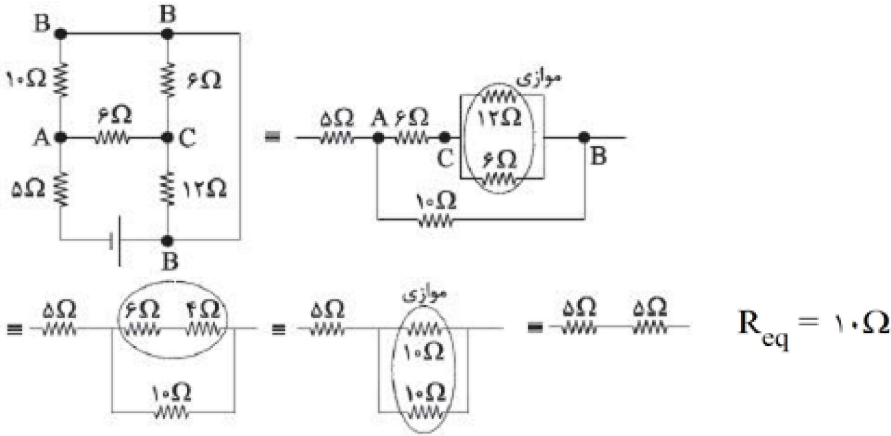 B B
۱۰Ω ۶Ω
A ۶Ω C
۵Ω ۱۲Ω
B
≡ ۵Ω A ۶Ω C موازی ۱۲Ω ۶Ω B
۱۰Ω
≡ ۵Ω ۶Ω ۴Ω
۱۰Ω
≡ ۵Ω موازی ۱۰Ω
۱۰Ω
≡ ۵Ω ۵Ω
R_eq = ۱۰Ω